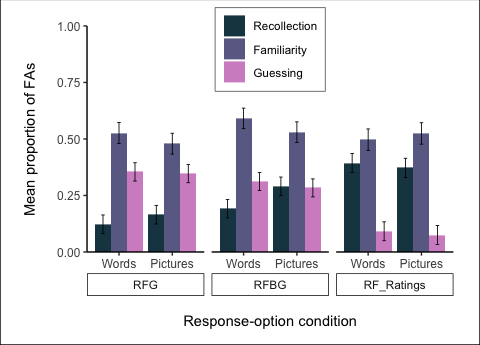 Recollection
Familiarity
Guessing
Mean proportion of FAs
1.00
0.75
0.50
0.25
0.00
Words Pictures Words Pictures Words Pictures
RFG RFBG RF_Ratings
Response-option condition